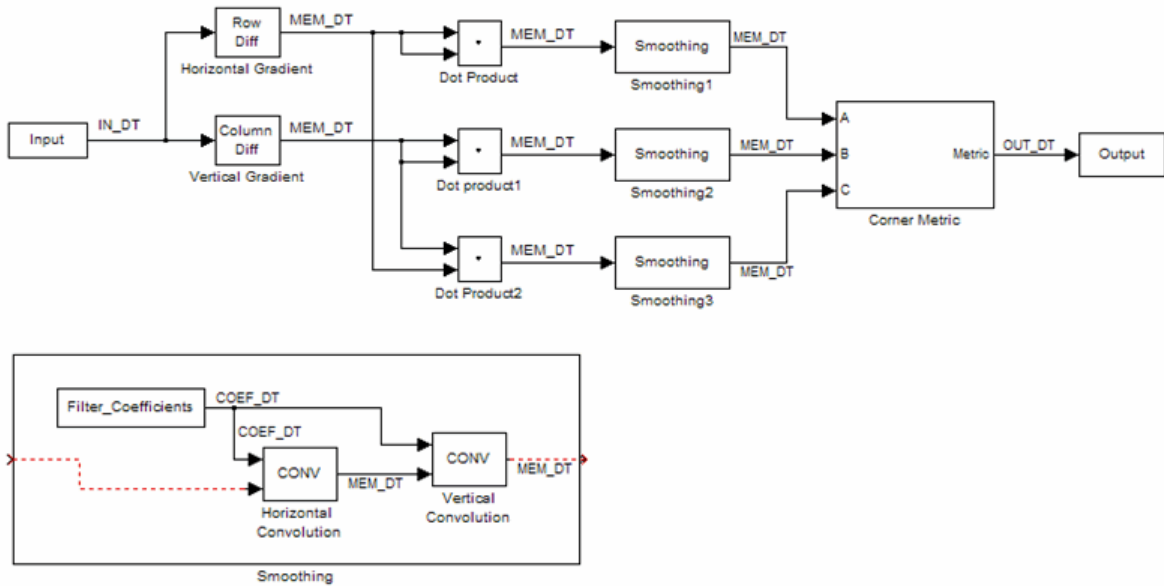 Row
Diff
MEM_DT
Horizontal Gradient
MEM_DT
Dot Product
Smoothing
MEM_DT
Smoothing1
Input
IN_DT
Column
Diff
MEM_DT
Vertical Gradient
MEM_DT
Dot product1
Smoothing
MEM_DT
Smoothing2
MEM_DT
Dot Product2
Smoothing
MEM_DT
Smoothing3
A
B
C
Metric
Corner Metric
OUT_DT
Output
Filter_Coefficients
COEF_DT
COEF_DT
CONV
MEM_DT
Horizontal
Convolution
CONV
MEM_DT
Vertical
Convolution
Smoothing